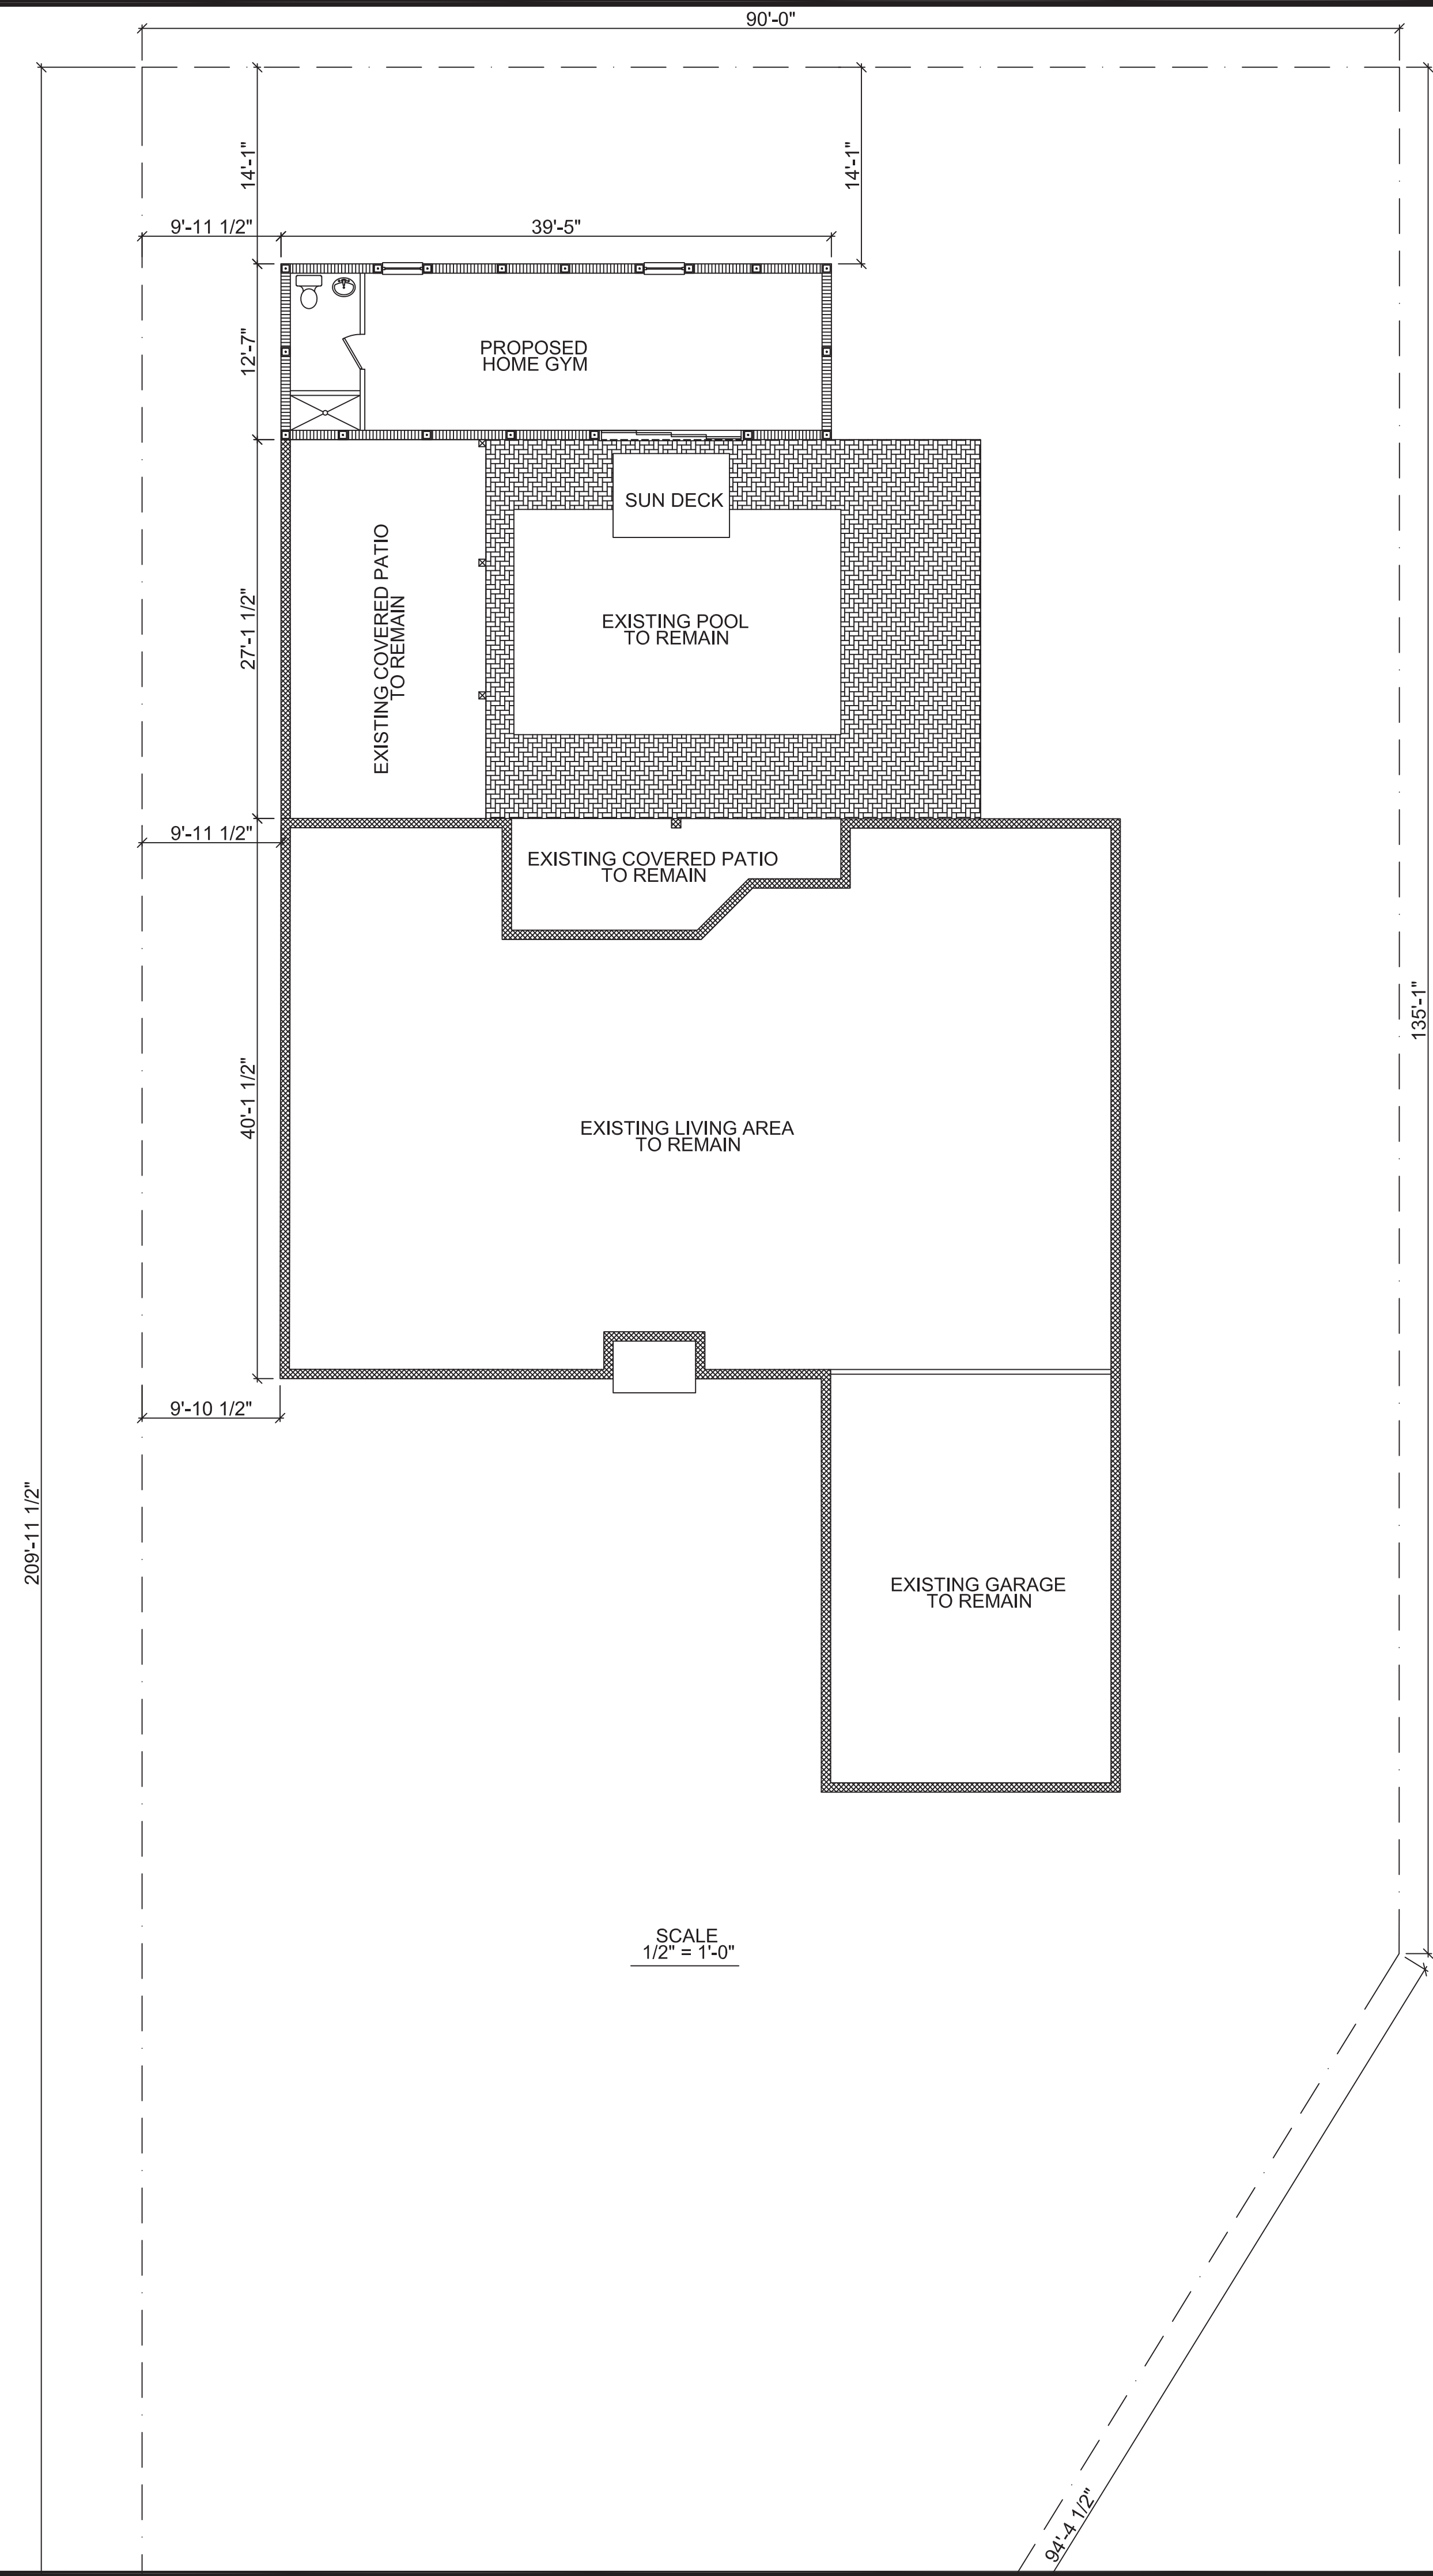 90'-0"
14'-1"
14'-1"
9'-11 1/2"
39'-5"
12'-7"
PROPOSED
HOME GYM
SUN DECK
27'-1 1/2"
EXISTING COVERED PATIO
TO REMAIN
EXISTING POOL
TO REMAIN
9'-11 1/2"
EXISTING COVERED PATIO
TO REMAIN
135'-1"
40'-1 1/2"
EXISTING LIVING AREA
TO REMAIN
9'-10 1/2"
209'-11 1/2"
EXISTING GARAGE
TO REMAIN
SCALE
1/2" = 1'-0"
94'-4 1/2"